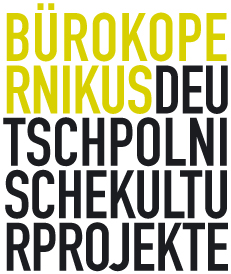 BÜROKOPE
RNIKUSDEU
TSCHPOLNI
SCHEKULTU
RPROJEKTE